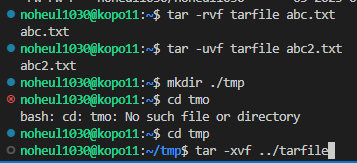 noheul1030@kopo11:~$ tar -rvf tarfile abc.txt
abc.txt
noheul1030@kopo11:~$ tar -uvf tarfile abc2.txt
abc2.txt
noheul1030@kopo11:~$ mkdir ./tmp
noheul1030@kopo11:~$ cd tmo
bash: cd: tmo: No such file or directory
noheul1030@kopo11:~$ cd tmp
noheul1030@kopo11:~/tmp$ tar -xvf ../tarfile